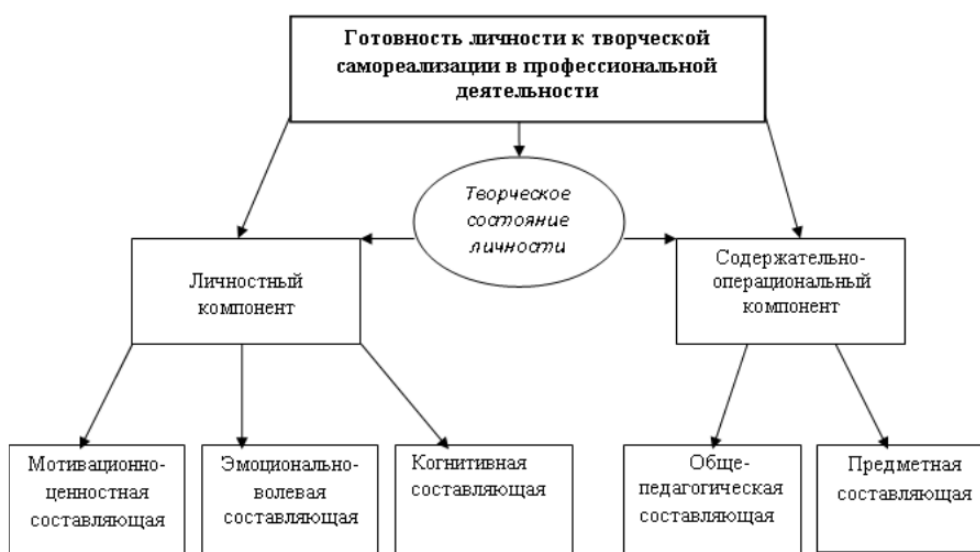 Готовность личности к творческой
самореализации в профессиональной
деятельности
Творческое
состояние
личности
Личностный
компонент
Содержательно-
операциональный
компонент
Мотивационно-
ценностная
составляющая
Эмоционально-
волевая
составляющая
Когнитивная
составляющая
Обще-
педагогическая
составляющая
Предметная
составляющая